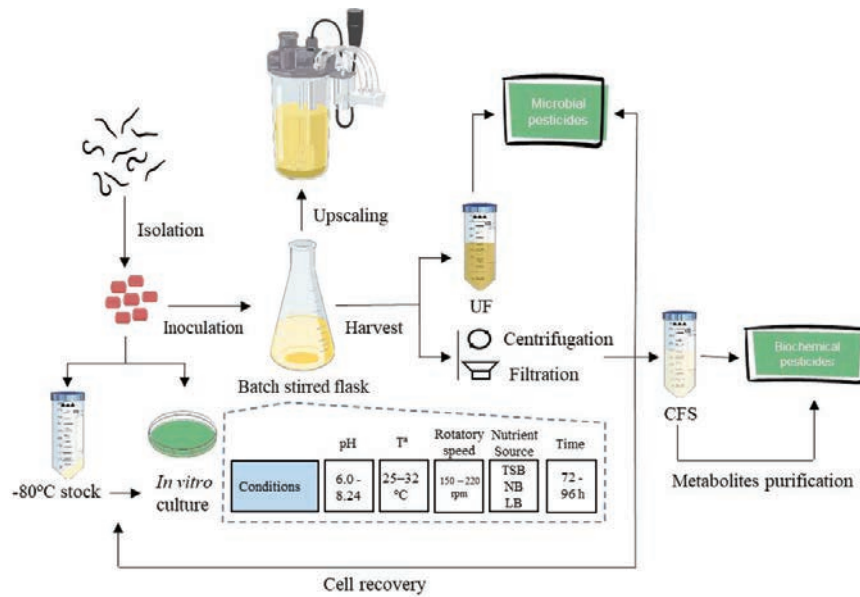 Microbial
pesticides
Upscaling
Isolation
Inoculation
Harvest
UF
Centrifugation
Filtration
Batch stirred flask
CFS
Biochemical
pesticides
Metabolites purification
-80ºC stock
In vitro
culture
pH
Tª
Rotatory
speed
Nutrient
Source
Time
Conditions
6.0 -
8.24
25–32
ºC
150 – 220
rpm
TSB
NB
LB
72 -
96 h
Cell recovery